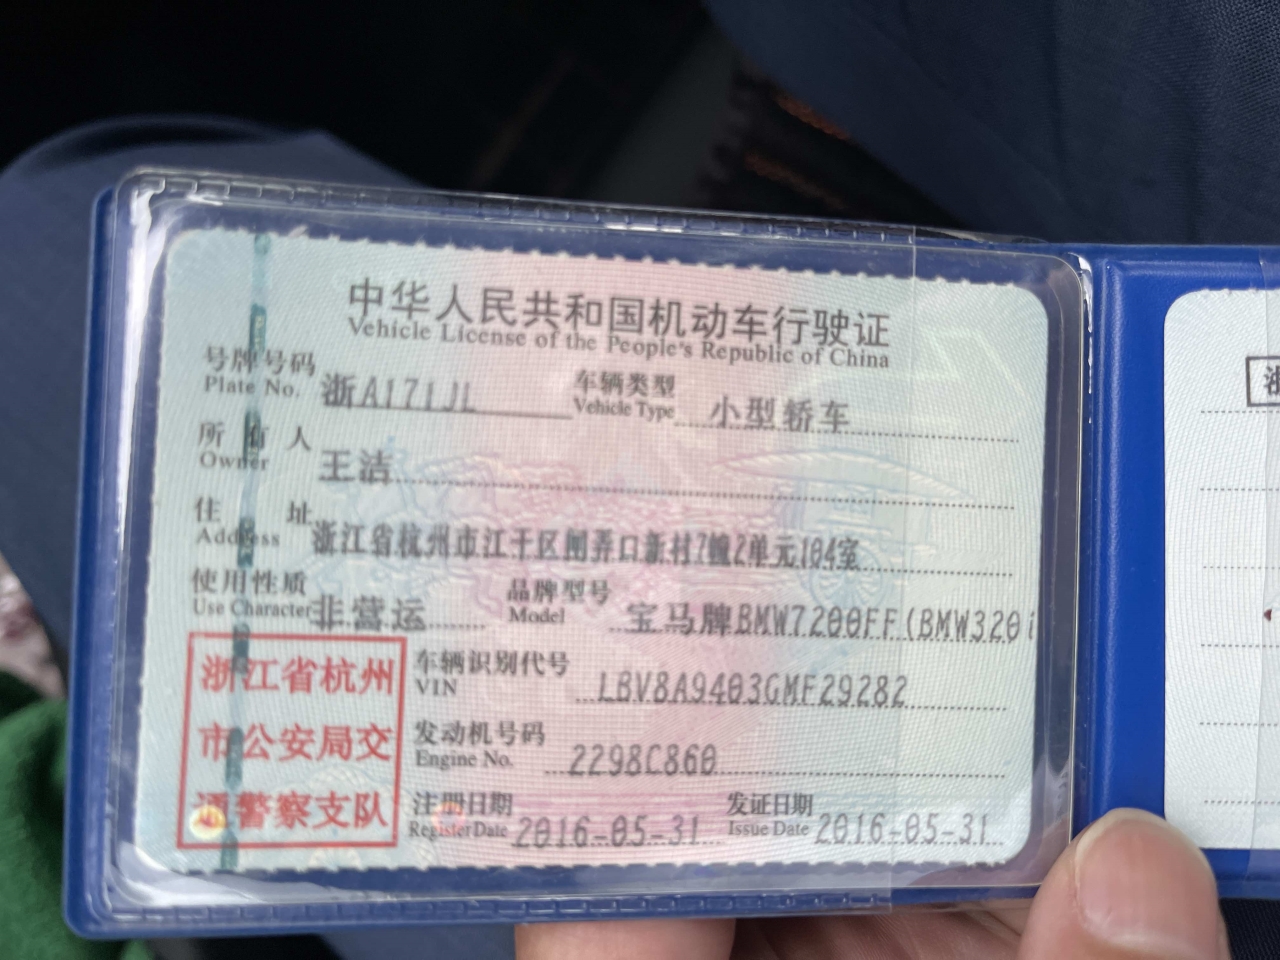 中华人民共和国机动车行驶证
Vehicle License of the People's Republic of China
号牌号码 浙A171JL 车辆类型 小型轿车
Plate No. Vehicle Type
所有人 王洁
Owner
住址 浙江省杭州市江干区闸弄口新村7幢2单元104室
Address
使用性质 非营运 品牌型号 宝马牌BMW7200FF(BMW320i
Use Character Model
浙江省杭州
市公安局交
通警察支队
车辆识别代号 LBV8A9403GMF29282
VIN
发动机号码 2298C860
Engine No.
注册日期 2016-05-31 发证日期 2016-05-31
Register Date Issue Date